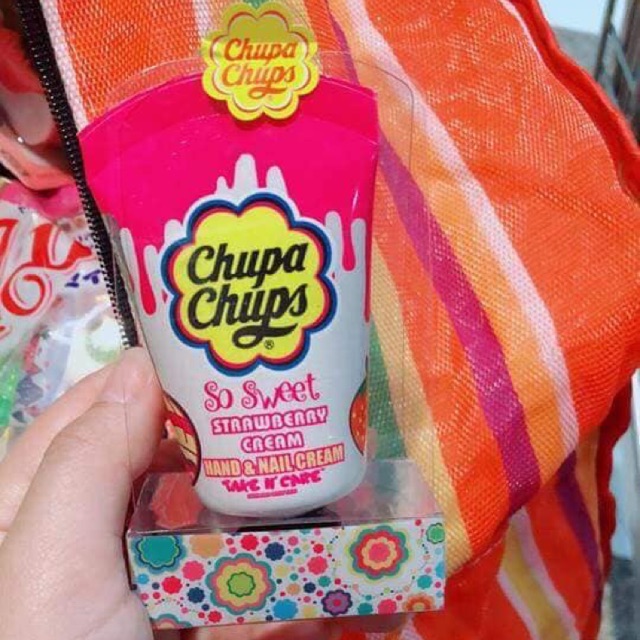 Chupa
Chups
Chupa
Chups
®
So Sweet
STRAWBERRY
CREAM
HAND & NAIL CREAM
TAKE N' CARE